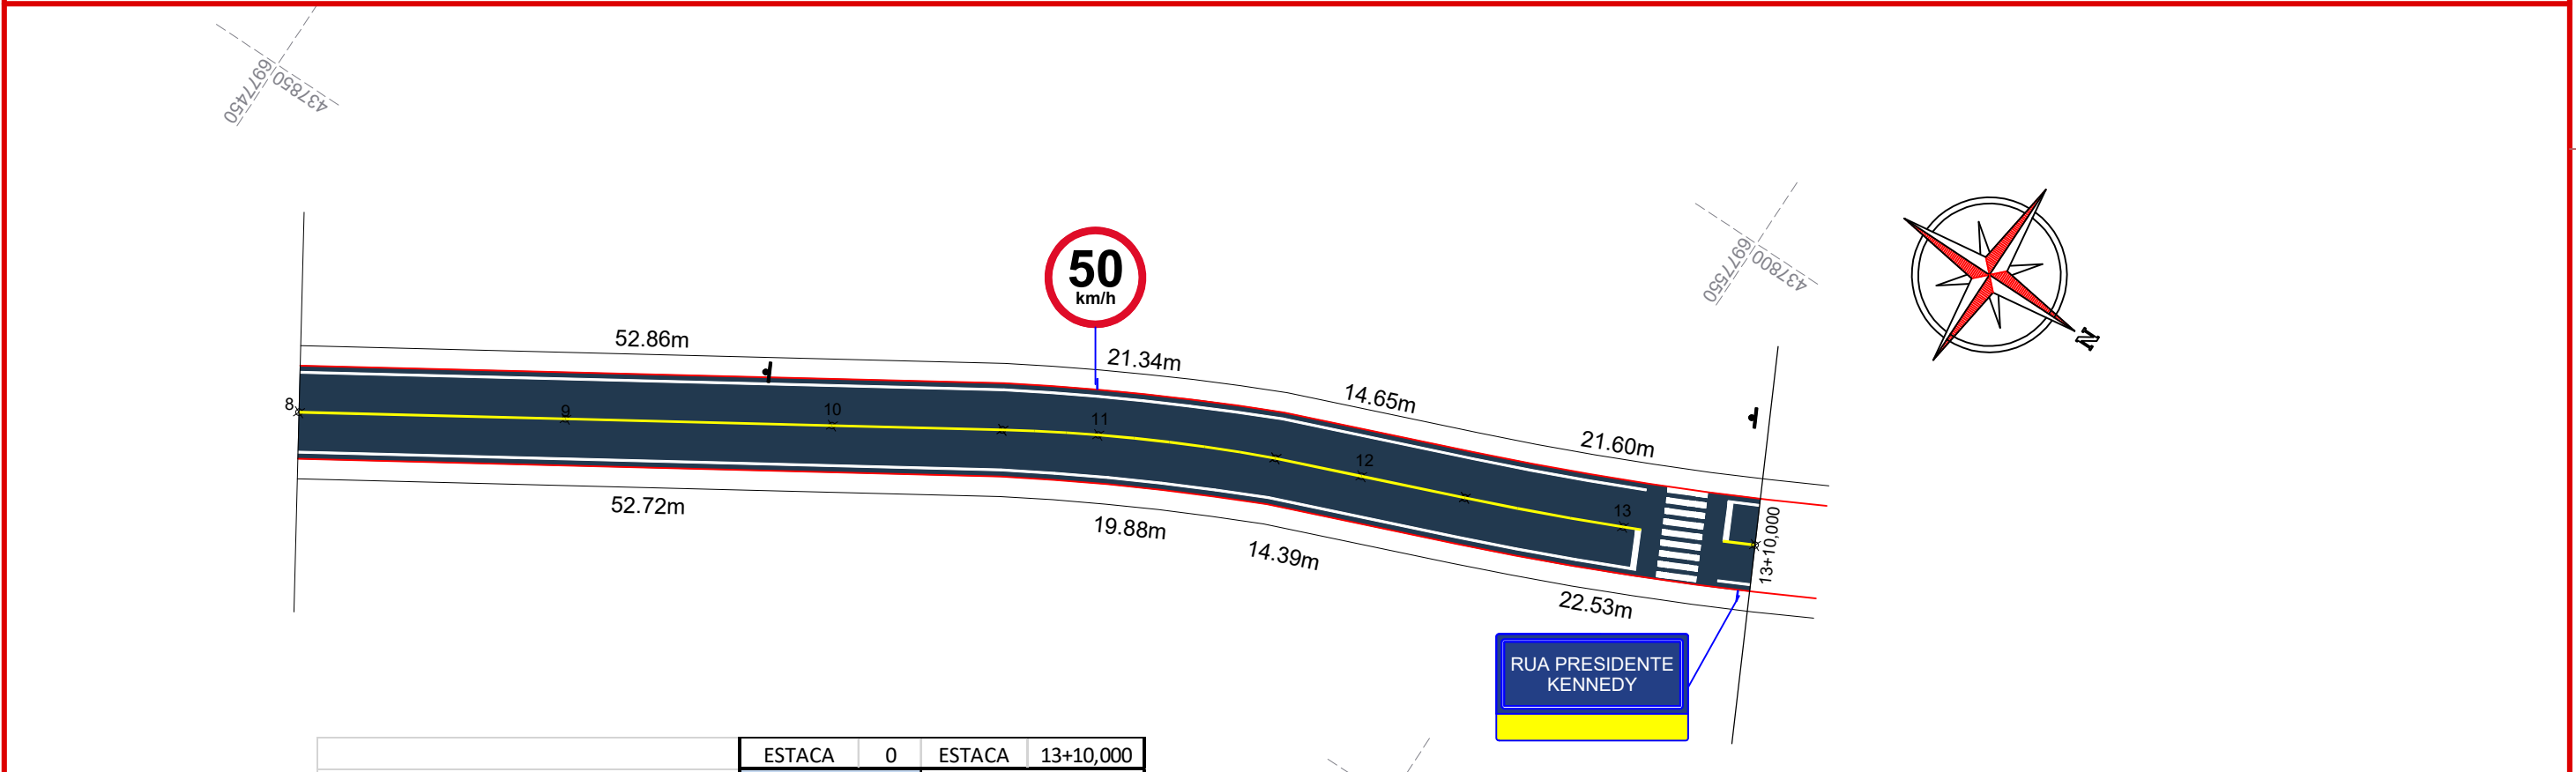 6977450
437850
50
km/h
6977550
437800
N
52.86m
21.34m
14.65m
21.60m
8
9
10
11
12
13
13+10,000
52.72m
19.88m
14.39m
22.53m
RUA PRESIDENTE
KENNEDY
ESTACA 0 ESTACA 13+10,000